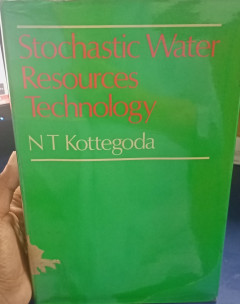 Stochastic Water
Resources
Technology
N T Kottegoda